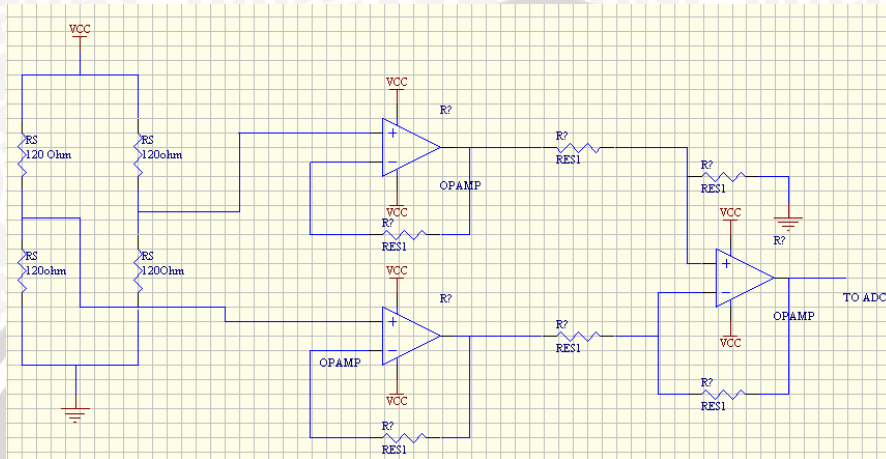 VCC
RS
120 Ohm
RS
120ohm
RS
120ohm
RS
120Ohm
VCC
R?
OPAMP
VCC
R?
RES1
VCC
R?
OPAMP
VCC
R?
RES1
R?
RES1
R?
RES1
R?
RES1
VCC
R?
OPAMP
VCC
R?
RES1
TO ADC